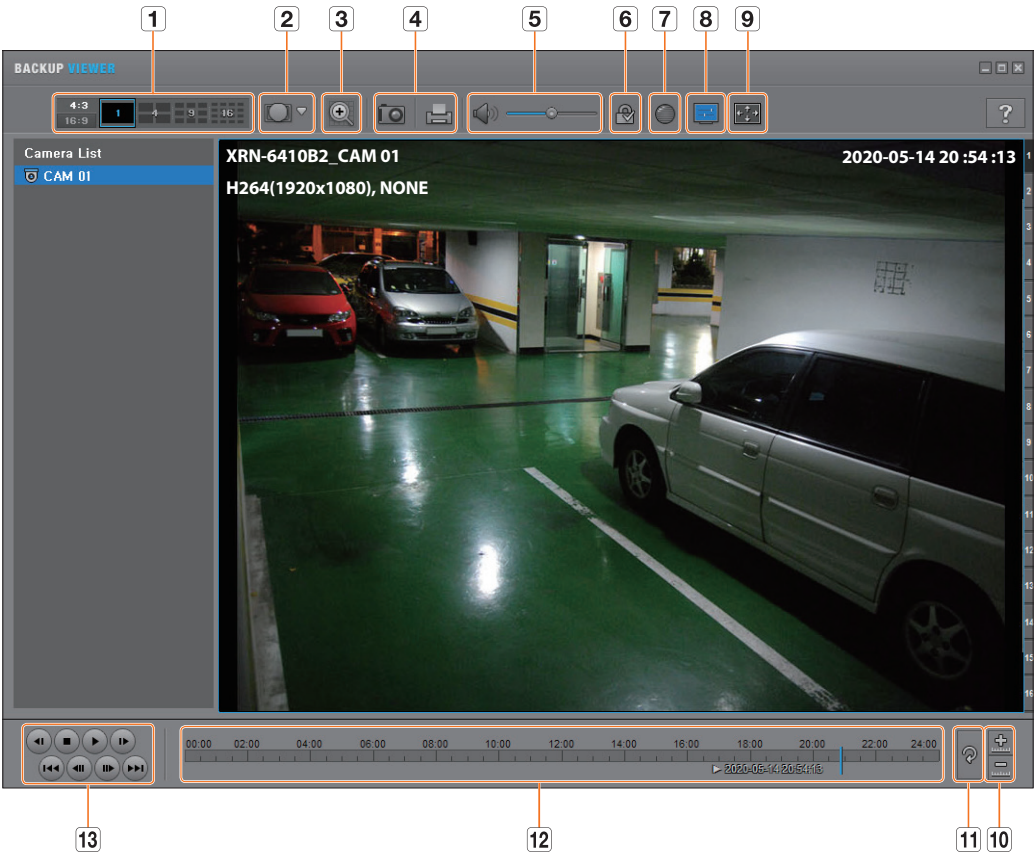 1 2 3 4 5 6 7 8 9
BACKUP VIEWER
4:3
16:9
1 4 9 16
?
Camera List
CAM 01
XRN-6410B2_CAM 01
2020-05-14 20 :54 :13
H264(1920x1080), NONE
1
2
3
4
5
6
7
8
9
10
11
12
13
14
15
16
00:00 02:00 04:00 06:00 08:00 10:00 12:00 14:00 16:00 18:00 20:00 22:00 24:00
2020-05-14 20:54:13
13 12 11 10